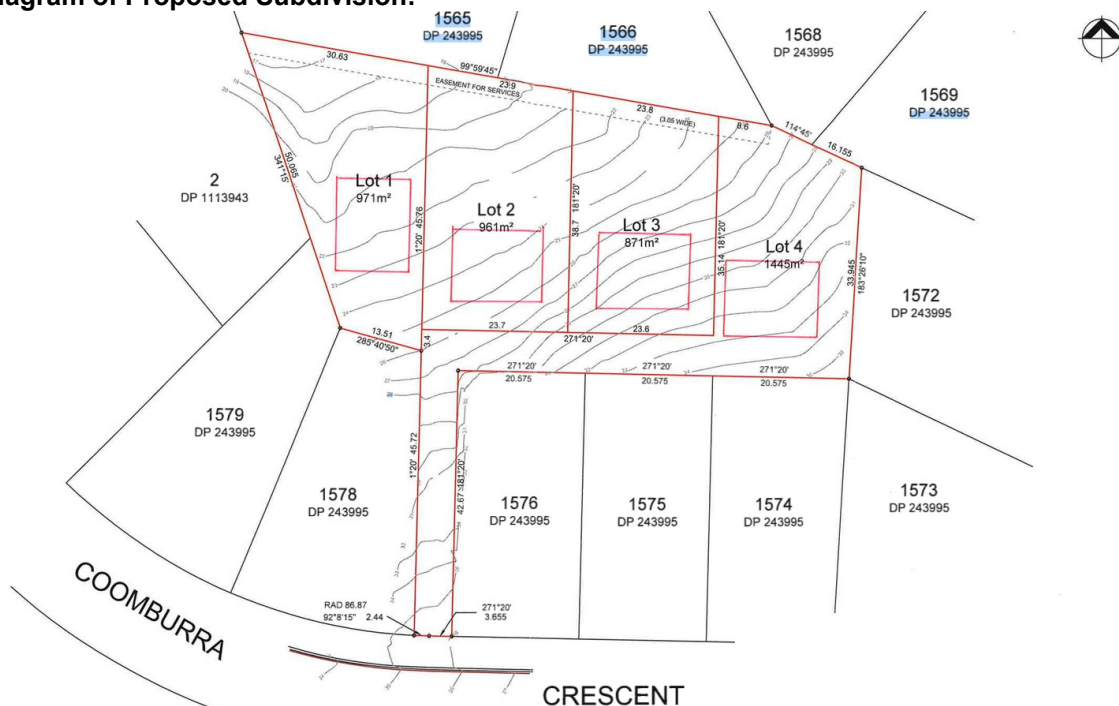 agram of Proposed Subdivision:
1565
DP 243995
1566
DP 243995
1568
DP 243995
1569
DP 243995
30.63
99°59'45"
23.9
EASEMENT FOR SERVICES
23.8
(3.05 WIDE)
8.6
114°45'
16.155
2
DP 1113943
341°15'
50.065
Lot 1
971m²
1°20' 45.76
Lot 2
961m²
38.7 181°20'
Lot 3
871m²
35.14 181°20'
Lot 4
1445m²
33.945
183°26'10"
1572
DP 243995
13.51
285°40'50"
3.4
23.7
271°20'
23.6
271°20'
20.575
271°20'
20.575
271°20'
20.575
1579
DP 243995
1578
DP 243995
1°20' 45.72
42.67 181°20'
1576
DP 243995
1575
DP 243995
1574
DP 243995
1573
DP 243995
RAD 86.87
92°8'15" 2.44
271°20'
3.655
COOMBURRA
CRESCENT